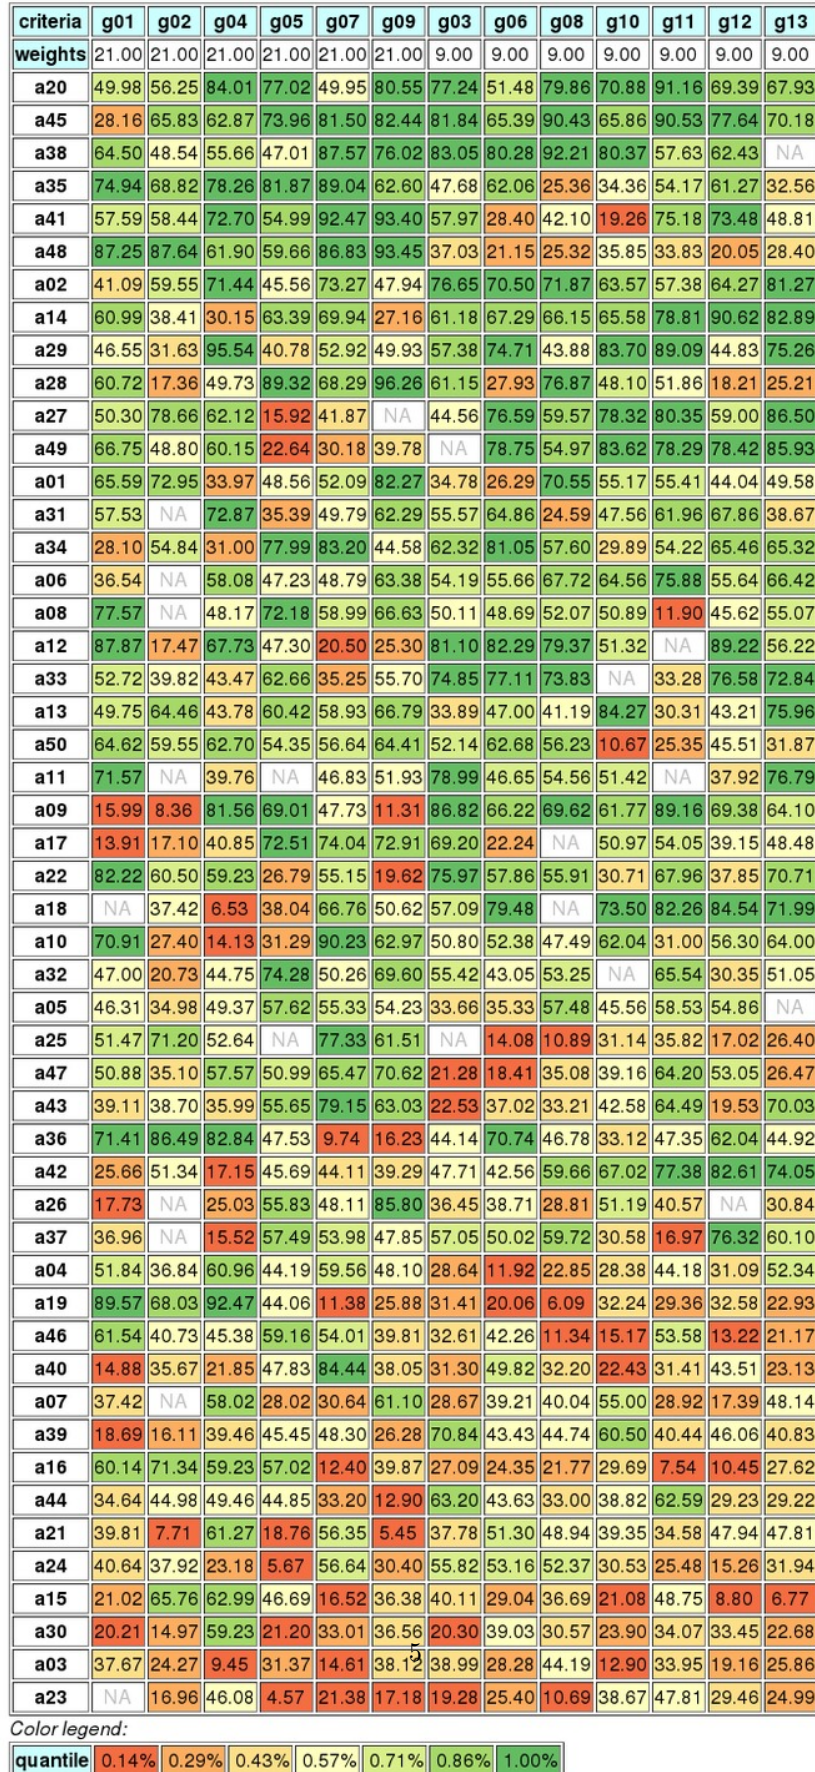 criteria g01 g02 g04 g05 g07 g09 g03 g06 g08 g10 g11 g12 g13
weights 21.00 21.00 21.00 21.00 21.00 21.00 9.00 9.00 9.00 9.00 9.00 9.00 9.00
a20 49.98 56.25 84.01 77.02 49.95 80.55 77.24 51.48 79.86 70.88 91.16 69.39 67.93
a45 28.16 65.83 62.87 73.96 81.50 82.44 81.84 65.39 90.43 65.86 90.53 77.64 70.18
a38 64.50 48.54 55.66 47.01 87.57 76.02 83.05 80.28 92.21 80.37 57.63 62.43 NA
a35 74.94 68.82 78.26 81.87 89.04 62.60 47.68 62.06 25.36 34.36 54.17 61.27 32.56
a41 57.59 58.44 72.70 54.99 92.47 93.40 57.97 28.40 42.10 19.26 75.18 73.48 48.81
a48 87.25 87.64 61.90 59.66 86.83 93.45 37.03 21.15 25.32 35.85 33.83 20.05 28.40
a02 41.09 59.55 71.44 45.56 73.27 47.94 76.65 70.50 71.87 63.57 57.38 64.27 81.27
a14 60.99 38.41 30.15 63.39 69.94 27.16 61.18 67.29 66.15 65.58 78.81 90.62 82.89
a29 46.55 31.63 95.54 40.78 52.92 49.93 57.38 74.71 43.88 83.70 89.09 44.83 75.26
a28 60.72 17.36 49.73 89.32 68.29 96.26 61.15 27.93 76.87 48.10 51.86 18.21 25.21
a27 50.30 78.66 62.12 15.92 41.87 NA 44.56 76.59 59.57 78.32 80.35 59.00 86.50
a49 66.75 48.80 60.15 22.64 30.18 39.78 NA 78.75 54.97 83.62 78.29 78.42 85.93
a01 65.59 72.95 33.97 48.56 52.09 82.27 34.78 26.29 70.55 55.17 55.41 44.04 49.58
a31 57.53 NA 72.87 35.39 49.79 62.29 55.57 64.86 24.59 47.56 61.96 67.86 38.67
a34 28.10 54.84 31.00 77.99 83.20 44.58 62.32 81.05 57.60 29.89 54.22 65.46 65.32
a06 36.54 NA 58.08 47.23 48.79 63.38 54.19 55.66 67.72 64.56 75.88 55.64 66.42
a08 77.57 NA 48.17 72.18 58.99 66.63 50.11 48.69 52.07 50.89 11.90 45.62 55.07
a12 87.87 17.47 67.73 47.30 20.50 25.30 81.10 82.29 79.37 51.32 NA 89.22 56.22
a33 52.72 39.82 43.47 62.66 35.25 55.70 74.85 77.11 73.83 NA 33.28 76.58 72.84
a13 49.75 64.46 43.78 60.42 58.93 66.79 33.89 47.00 41.19 84.27 30.31 43.21 75.96
a50 64.62 59.55 62.70 54.35 56.64 64.41 52.14 62.68 56.23 10.67 25.35 45.51 31.87
a11 71.57 NA 39.76 NA 46.83 51.93 78.99 46.65 54.56 51.42 NA 37.92 76.79
a09 15.99 8.36 81.56 69.01 47.73 11.31 86.82 66.22 69.62 61.77 89.16 69.38 64.10
a17 13.91 17.10 40.85 72.51 74.04 72.91 69.20 22.24 NA 50.97 54.05 39.15 48.48
a22 82.22 60.50 59.23 26.79 55.15 19.62 75.97 57.86 55.91 30.71 67.96 37.85 70.71
a18 NA 37.42 6.53 38.04 66.76 50.62 57.09 79.48 NA 73.50 82.26 84.54 71.99
a10 70.91 27.40 14.13 31.29 90.23 62.97 50.80 52.38 47.49 62.04 31.00 56.30 64.00
a32 47.00 20.73 44.75 74.28 50.26 69.60 55.42 43.05 53.25 NA 65.54 30.35 51.05
a05 46.31 34.98 49.37 57.62 55.33 54.23 33.66 35.33 57.48 45.56 58.53 54.86 NA
a25 51.47 71.20 52.64 NA 77.33 61.51 NA 14.08 10.89 31.14 35.82 17.02 26.40
a47 50.88 35.10 57.57 50.99 65.47 70.62 21.28 18.41 35.08 39.16 64.20 53.05 26.47
a43 39.11 38.70 35.99 55.65 79.15 63.03 22.53 37.02 33.21 42.58 64.49 19.53 70.03
a36 71.41 86.49 82.84 47.53 9.74 16.23 44.14 70.74 46.78 33.12 47.35 62.04 44.92
a42 25.66 51.34 17.15 45.69 44.11 39.29 47.71 42.56 59.66 67.02 77.38 82.61 74.05
a26 17.73 NA 25.03 55.83 48.11 85.80 36.45 38.71 28.81 51.19 40.57 NA 30.84
a37 36.96 NA 15.52 57.49 53.98 47.85 57.05 50.02 59.72 30.58 16.97 76.32 60.10
a04 51.84 36.84 60.96 44.19 59.56 48.10 28.64 11.92 22.85 28.38 44.18 31.09 52.34
a19 89.57 68.03 92.47 44.06 11.38 25.88 31.41 20.06 6.09 32.24 29.36 32.58 22.93
a46 61.54 40.73 45.38 59.16 54.01 39.81 32.61 42.26 11.34 15.17 53.58 13.22 21.17
a40 14.88 35.67 21.85 47.83 84.44 38.05 31.30 49.82 32.20 22.43 31.41 43.51 23.13
a07 37.42 NA 58.02 28.02 30.64 61.10 28.67 39.21 40.04 55.00 28.92 17.39 48.14
a39 18.69 16.11 39.46 45.45 48.30 26.28 70.84 43.43 44.74 60.50 40.44 46.06 40.83
a16 60.14 71.34 59.23 57.02 12.40 39.87 27.09 24.35 21.77 29.69 7.54 10.45 27.62
a44 34.64 44.98 49.46 44.85 33.20 12.90 63.20 43.63 33.00 38.82 62.59 29.23 29.22
a21 39.81 7.71 61.27 18.76 56.35 5.45 37.78 51.30 48.94 39.35 34.58 47.94 47.81
a24 40.64 37.92 23.18 5.67 56.64 30.40 55.82 53.16 52.37 30.53 25.48 15.26 31.94
a15 21.02 65.76 62.99 46.69 16.52 36.38 40.11 29.04 36.69 21.08 48.75 8.80 6.77
a30 20.21 14.97 59.23 21.20 33.01 36.56 20.30 39.03 30.57 23.90 34.07 33.45 22.68
5
a03 37.67 24.27 9.45 31.37 14.61 38.12 38.99 28.28 44.19 12.90 33.95 19.16 25.86
a23 NA 16.96 46.08 4.57 21.38 17.18 19.28 25.40 10.69 38.67 47.81 29.46 24.99
Color legend:
quantile 0.14% 0.29% 0.43% 0.57% 0.71% 0.86% 1.00%